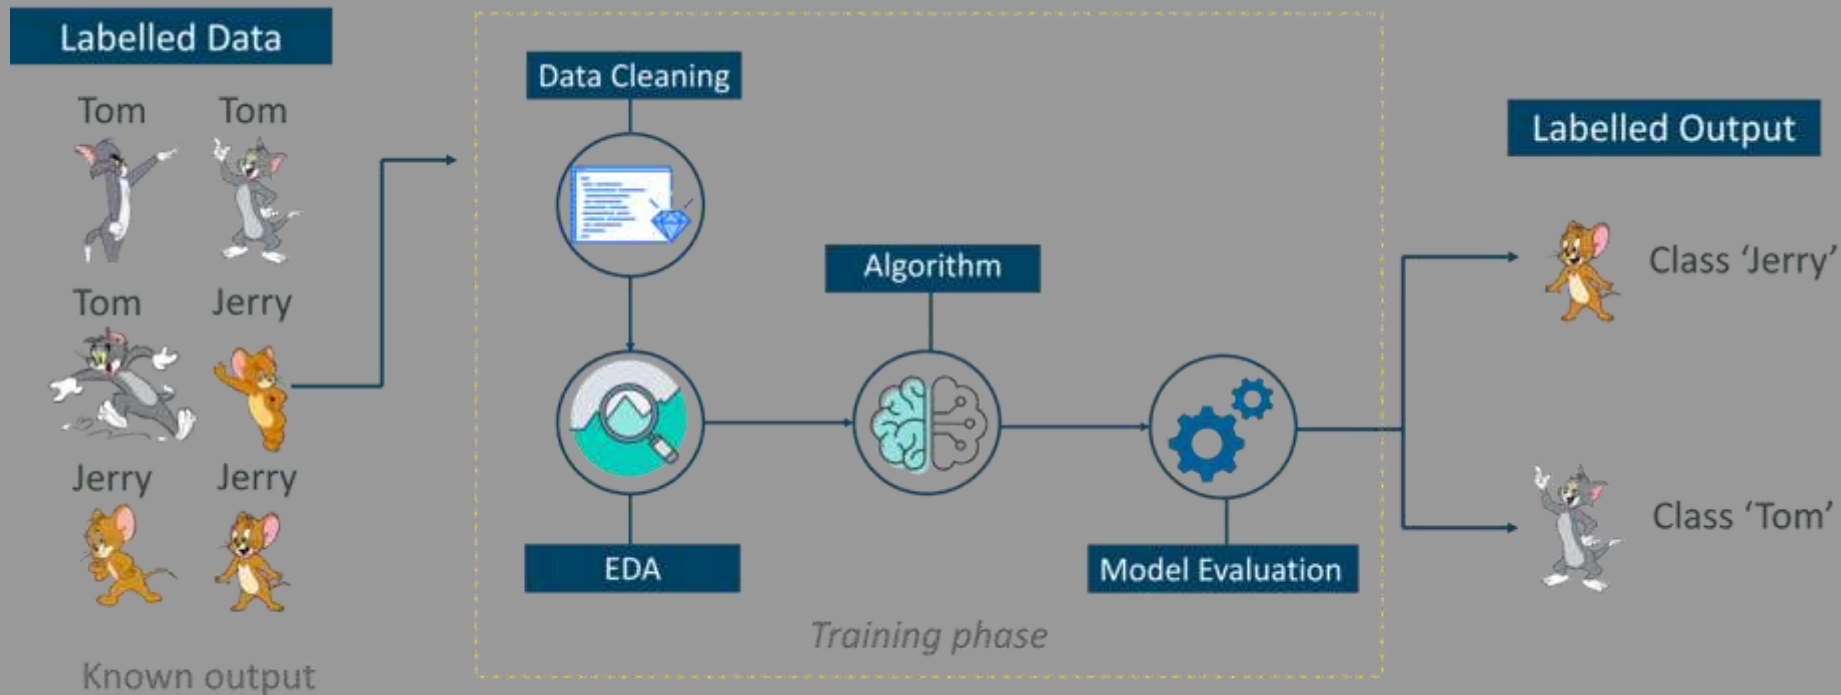 Labelled Data
Tom Tom
Tom Jerry
Jerry Jerry
Known output
Data Cleaning
EDA
Algorithm
Model Evaluation
Training phase
Labelled Output
Class ‘Jerry’
Class ‘Tom’